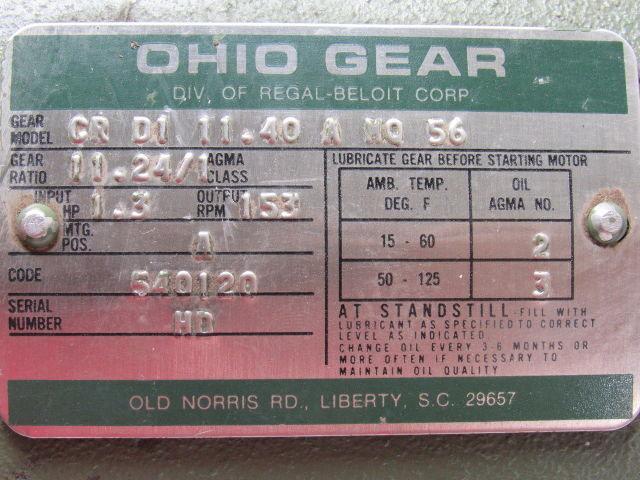 OHIO GEAR
DIV. OF REGAL-BELOIT CORP.
GEAR MODEL CR D1 11.40 A MQ 56
GEAR RATIO 11.24/1 AGMA CLASS
INPUT HP 1.3 OUTPUT RPM 153
MTG. POS. A
CODE 540120
SERIAL NUMBER HD
LUBRICATE GEAR BEFORE STARTING MOTOR
AMB. TEMP. DEG. F OIL AGMA NO.
15 - 60 2
50 - 125 3
AT STANDSTILL-FILL WITH
LUBRICANT AS SPECIFIED TO CORRECT
LEVEL AS INDICATED
CHANGE OIL EVERY 3-6 MONTHS OR
MORE OFTEN IF NECESSARY TO
MAINTAIN OIL QUALITY
OLD NORRIS RD., LIBERTY, S.C. 29657